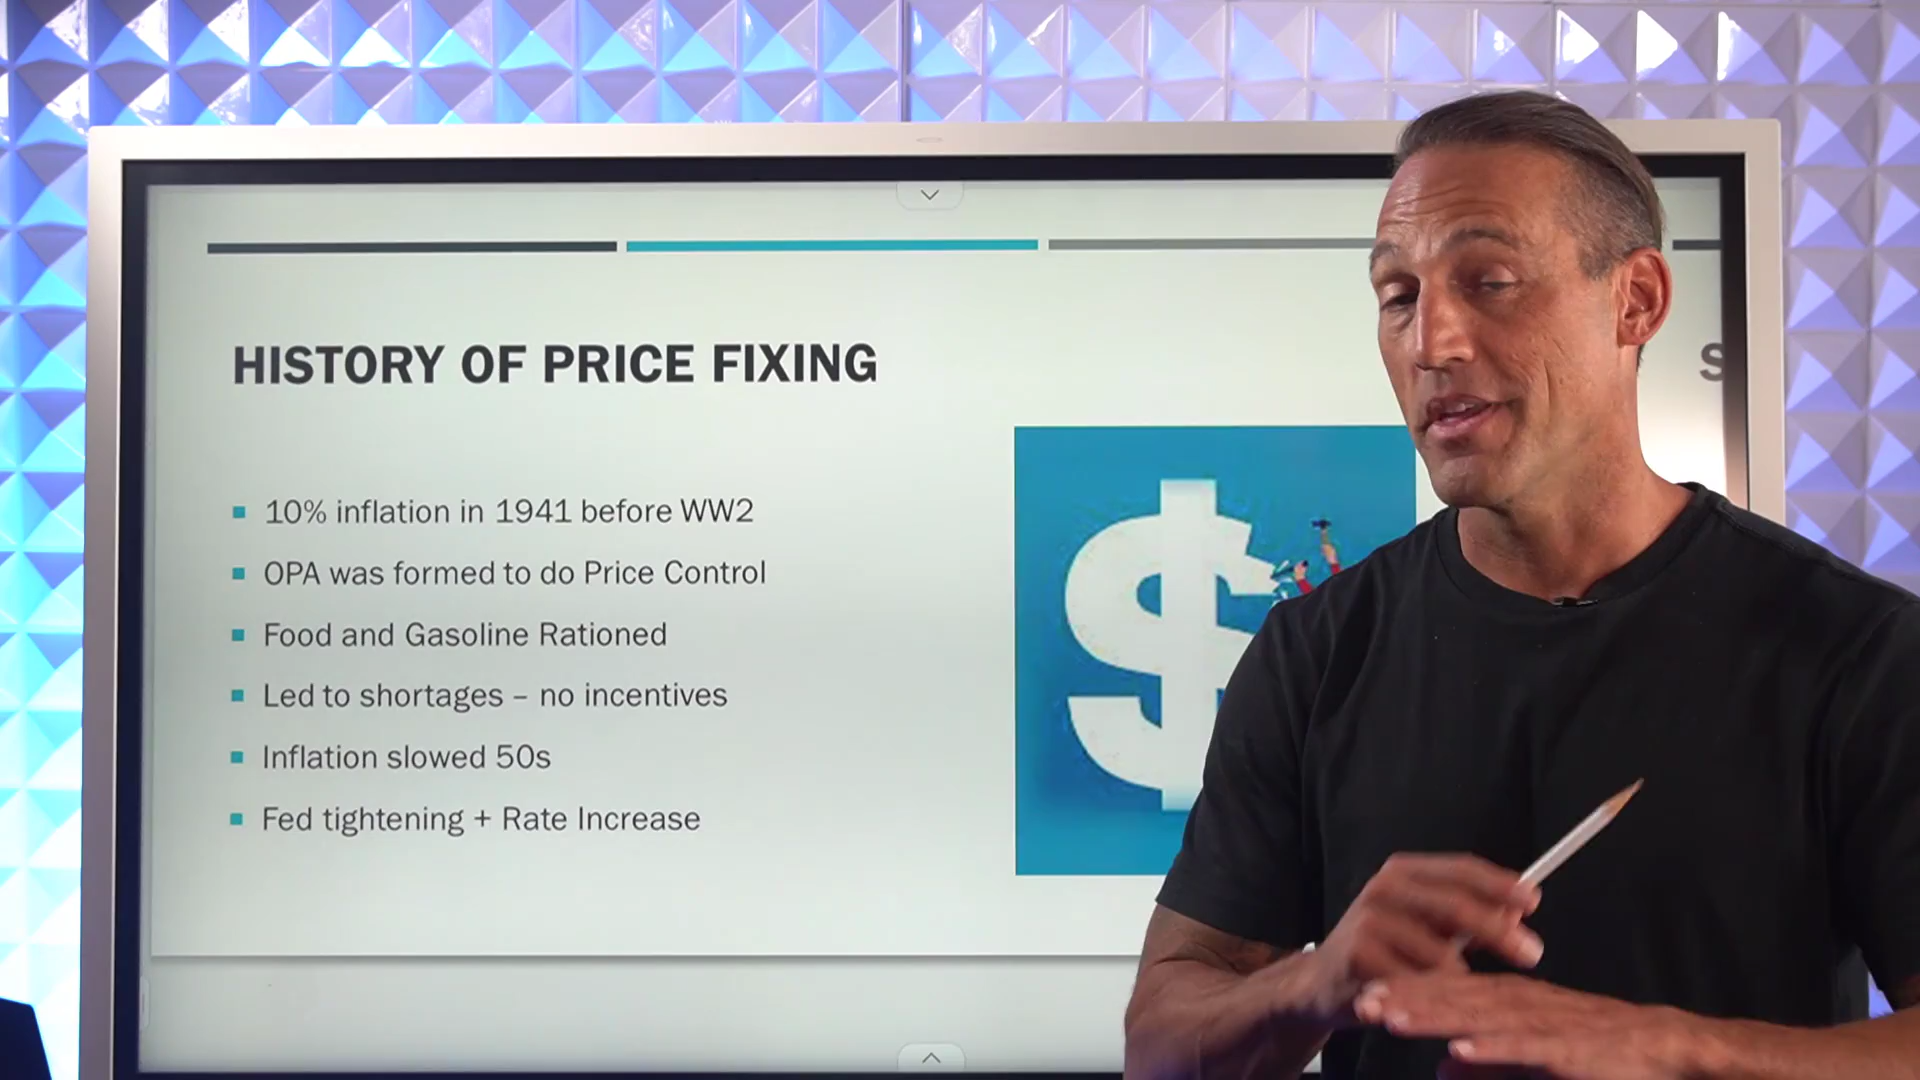 HISTORY OF PRICE FIXING
10% inflation in 1941 before WW2
OPA was formed to do Price Control
Food and Gasoline Rationed
Led to shortages – no incentives
Inflation slowed 50s
Fed tightening + Rate Increase
$